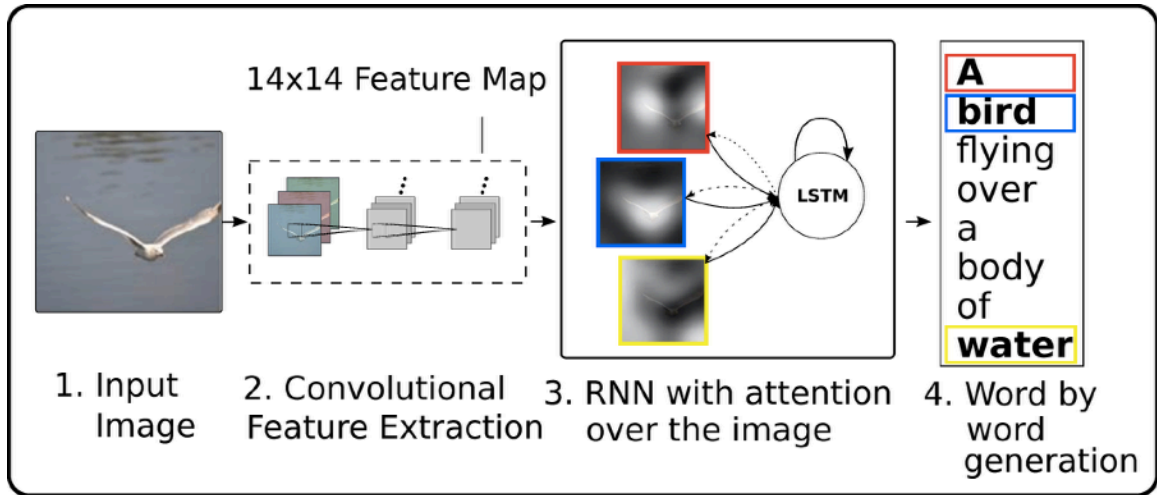 14x14 Feature Map
LSTM
A
bird
flying
over
a
body
of
water
1. Input
Image
2. Convolutional
Feature Extraction
3. RNN with attention
over the image
4. Word by
word
generation